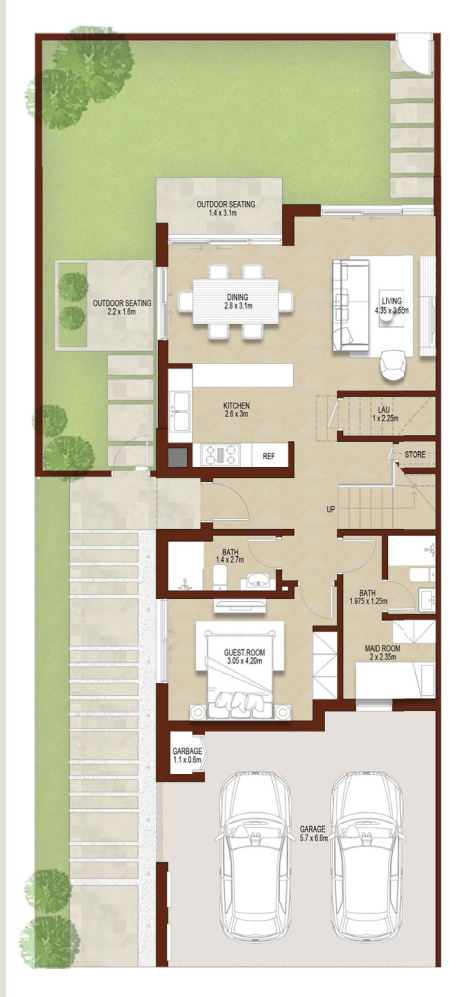 OUTDOOR SEATING
1.4 x 3.1m
OUTDOOR SEATING
2.2 x 1.6m
DINING
2.8 x 3.1m
LIVING
4.35 x 3.55m
KITCHEN
2.6 x 3m
LAU
1 x 2.25m
REF
STORE
UP
BATH
1.4 x 2.7m
BATH
1.975 x 1.25m
GUEST.ROOM
3.05 x 4.20m
MAID ROOM
2 x 2.35m
GARBAGE
1.1 x 0.6m
GARAGE
5.7 x 6.6m